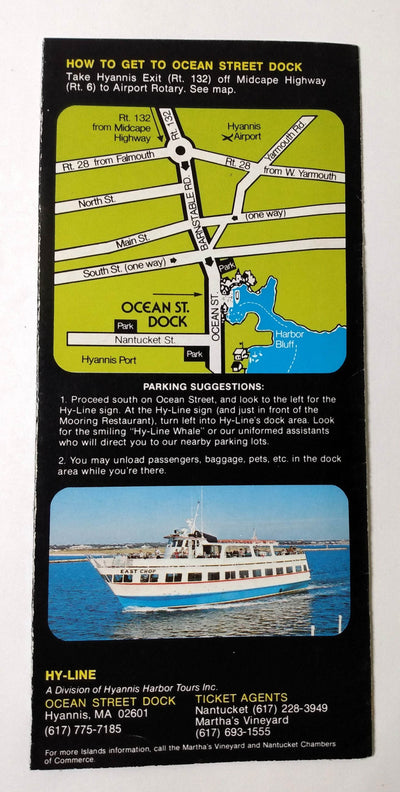 HOW TO GET TO OCEAN STREET DOCK
Take Hyannis Exit (Rt. 132) off Midcape Highway
(Rt. 6) to Airport Rotary. See map.
Rt. 132
from Midcape
Highway
Rt. 132
Hyannis
Airport
Yarmouth Rd.
Rt. 28 from Falmouth
Rt. 28
from W. Yarmouth
North St.
BARNSTABLE RD.
(one way)
Main St.
South St. (one way)
Park
OCEAN ST.
DOCK
OCEAN ST.
Park
Nantucket St.
Harbor
Bluff
Hyannis Port
Park
PARKING SUGGESTIONS:
1. Proceed south on Ocean Street, and look to the left for the
Hy-Line sign. At the Hy-Line sign (and just in front of the
Mooring Restaurant), turn left into Hy-Line's dock area. Look
for the smiling "Hy-Line Whale" or our uniformed assistants
who will direct you to our nearby parking lots.
2. You may unload passengers, baggage, pets, etc. in the dock
area while you're there.
EAST CHOP
HY-LINE
A Division of Hyannis Harbor Tours Inc.
OCEAN STREET DOCK
Hyannis, MA 02601
(617) 775-7185
TICKET AGENTS
Nantucket (617) 228-3949
Martha's Vineyard
(617) 693-1555
For more Islands information, call the Martha's Vineyard and Nantucket Chambers
of Commerce.